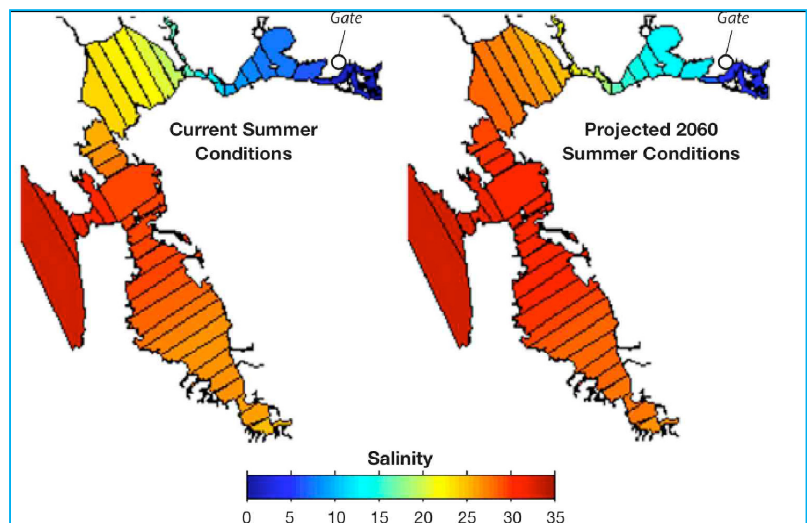 Gate
Gate
Current Summer
Conditions
Projected 2060
Summer Conditions
Salinity
0 5 10 15 20 25 30 35